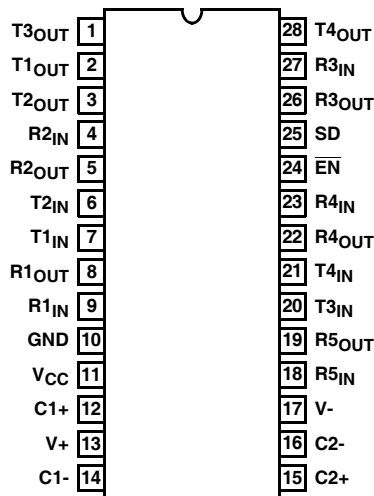 T3OUT 1 28 T4OUT
T1OUT 2 27 R3IN
T2OUT 3 26 R3OUT
R2IN 4 25 SD
R2OUT 5 24 EN
T2IN 6 23 R4IN
T1IN 7 22 R4OUT
R1OUT 8 21 T4IN
R1IN 9 20 T3IN
GND 10 19 R5OUT
VCC 11 18 R5IN
C1+ 12 17 V-
V+ 13 16 C2-
C1- 14 15 C2+